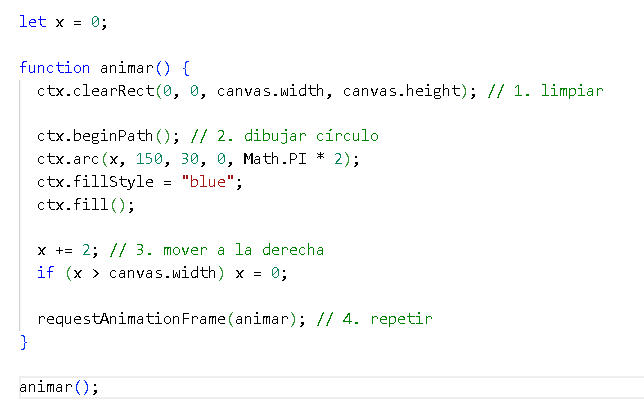 let x = 0;
function animar() {
ctx.clearRect(0, 0, canvas.width, canvas.height); // 1. limpiar
ctx.beginPath(); // 2. dibujar círculo
ctx.arc(x, 150, 30, 0, Math.PI * 2);
ctx.fillStyle = "blue";
ctx.fill();
x += 2; // 3. mover a la derecha
if (x > canvas.width) x = 0;
requestAnimationFrame(animar); // 4. repetir
}
animar();